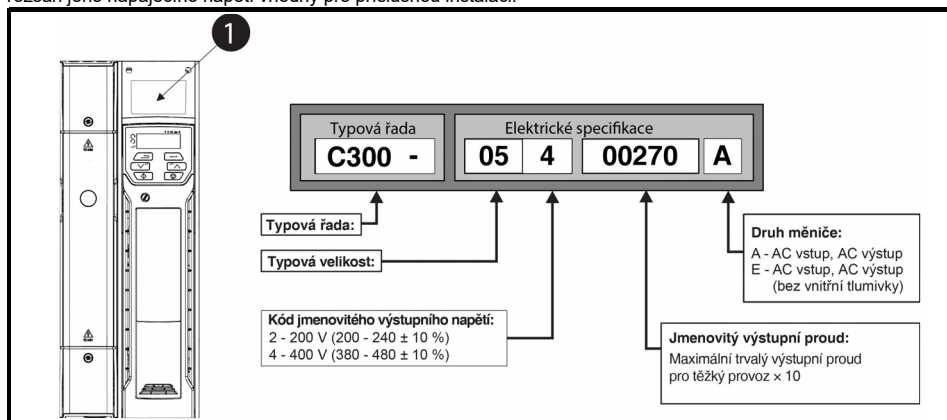 rozsah jeho napájecího napětí vhodný pro příslušnou instalaci.
1
Typová řada
Elektrické specifikace
C300 -
05 4 00270 A
Typová řada:
Typová velikost:
Kód jmenovitého výstupního napětí:
2 - 200 V (200 - 240 ± 10 %)
4 - 400 V (380 - 480 ± 10 %)
Druh měniče:
A - AC vstup, AC výstup
E - AC vstup, AC výstup
(bez vnitřní tlumivky)
Jmenovitý výstupní proud:
Maximální trvalý výstupní proud
pro těžký provoz × 10